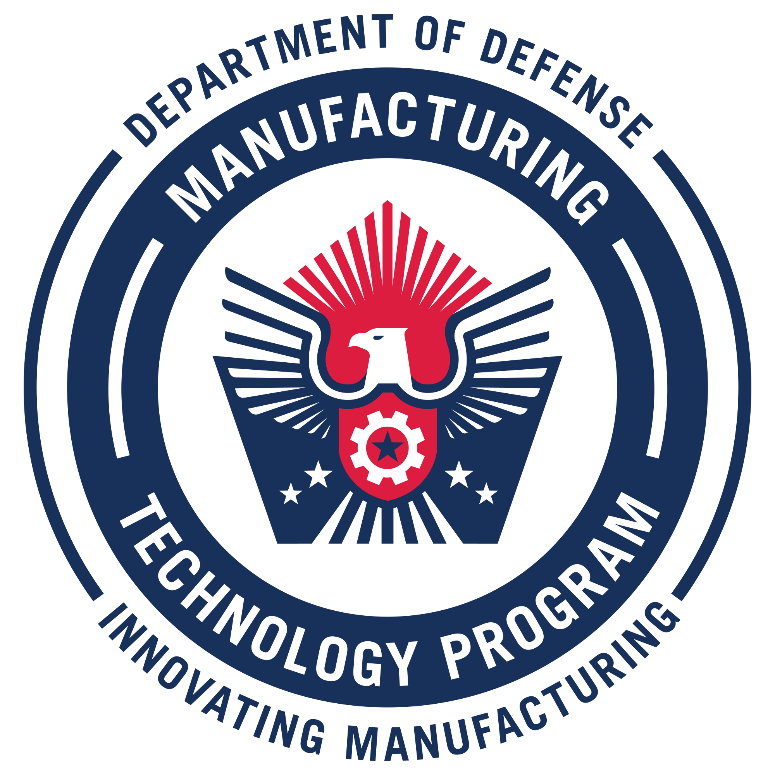 DEPARTMENT OF DEFENSE
MANUFACTURING
TECHNOLOGY PROGRAM
INNOVATING MANUFACTURING